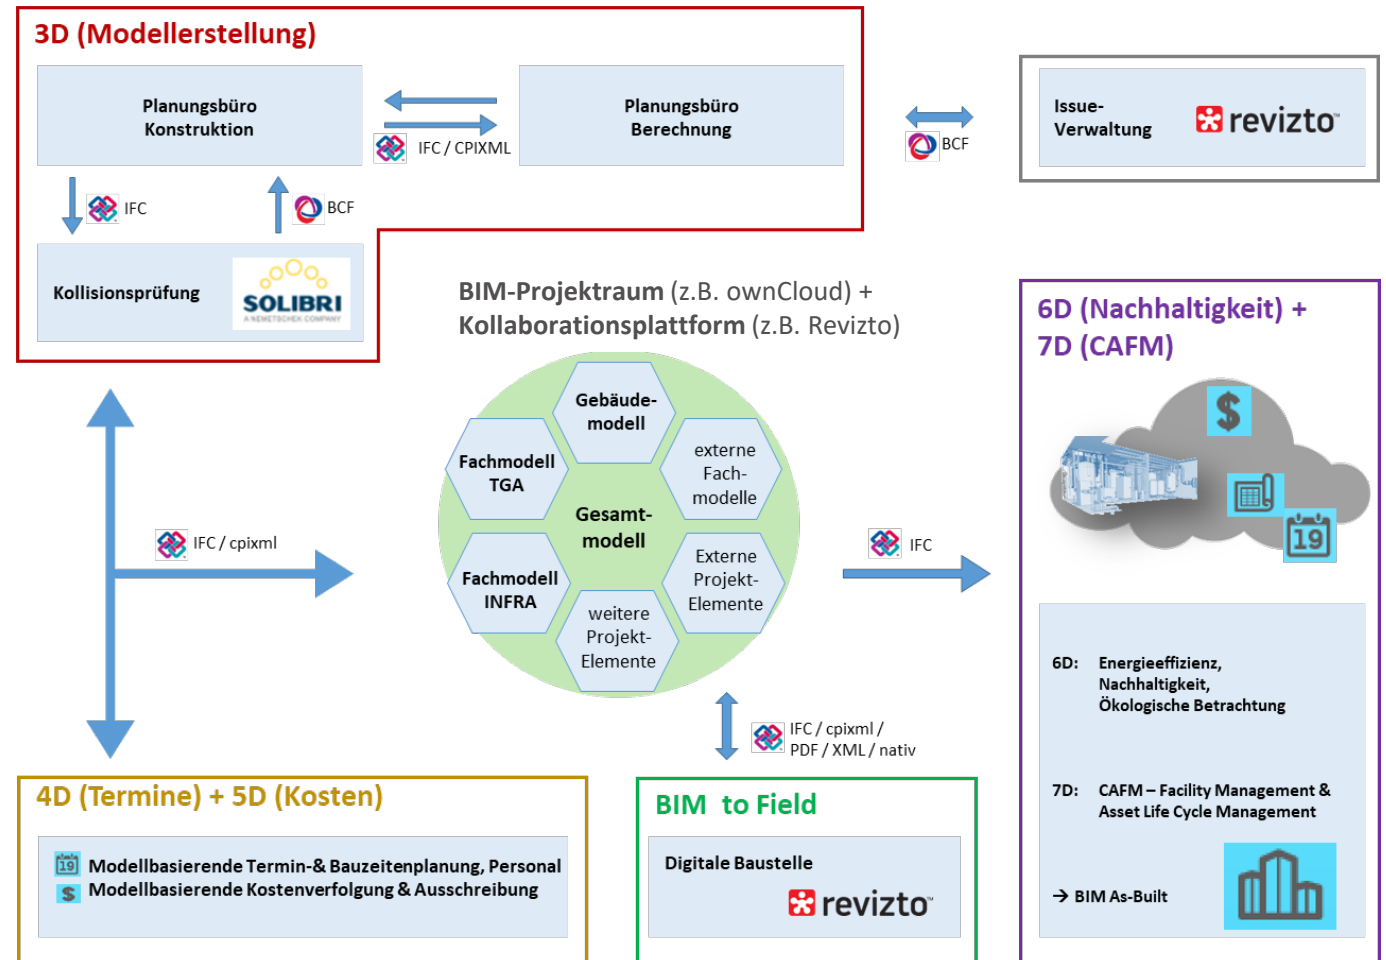 3D (Modellerstellung)
Planungsbüro
Konstruktion
IFC / CPIXML
Planungsbüro
Berechnung
BCF
Issue-
Verwaltung
revizto™
IFC
BCF
Kollisionsprüfung
SOLIBRI
A NEMETSCHEK COMPANY
BIM-Projektraum (z.B. ownCloud) +
Kollaborationsplattform (z.B. Revizto)
6D (Nachhaltigkeit) +
7D (CAFM)
$
19
Gebäude-
modell
Fachmodell
TGA
externe
Fach-
modelle
Gesamt-
modell
Fachmodell
INFRA
Externe
Projekt-
Elemente
weitere
Projekt-
Elemente
IFC / cpixml
IFC
IFC / cpixml /
PDF / XML / nativ
6D: Energieeffizienz,
Nachhaltigkeit,
Ökologische Betrachtung
7D: CAFM – Facility Management &
Asset Life Cycle Management
→ BIM As-Built
4D (Termine) + 5D (Kosten)
19 Modellbasierende Termin-& Bauzeitenplanung, Personal
$ Modellbasierende Kostenverfolgung & Ausschreibung
BIM to Field
Digitale Baustelle
revizto™